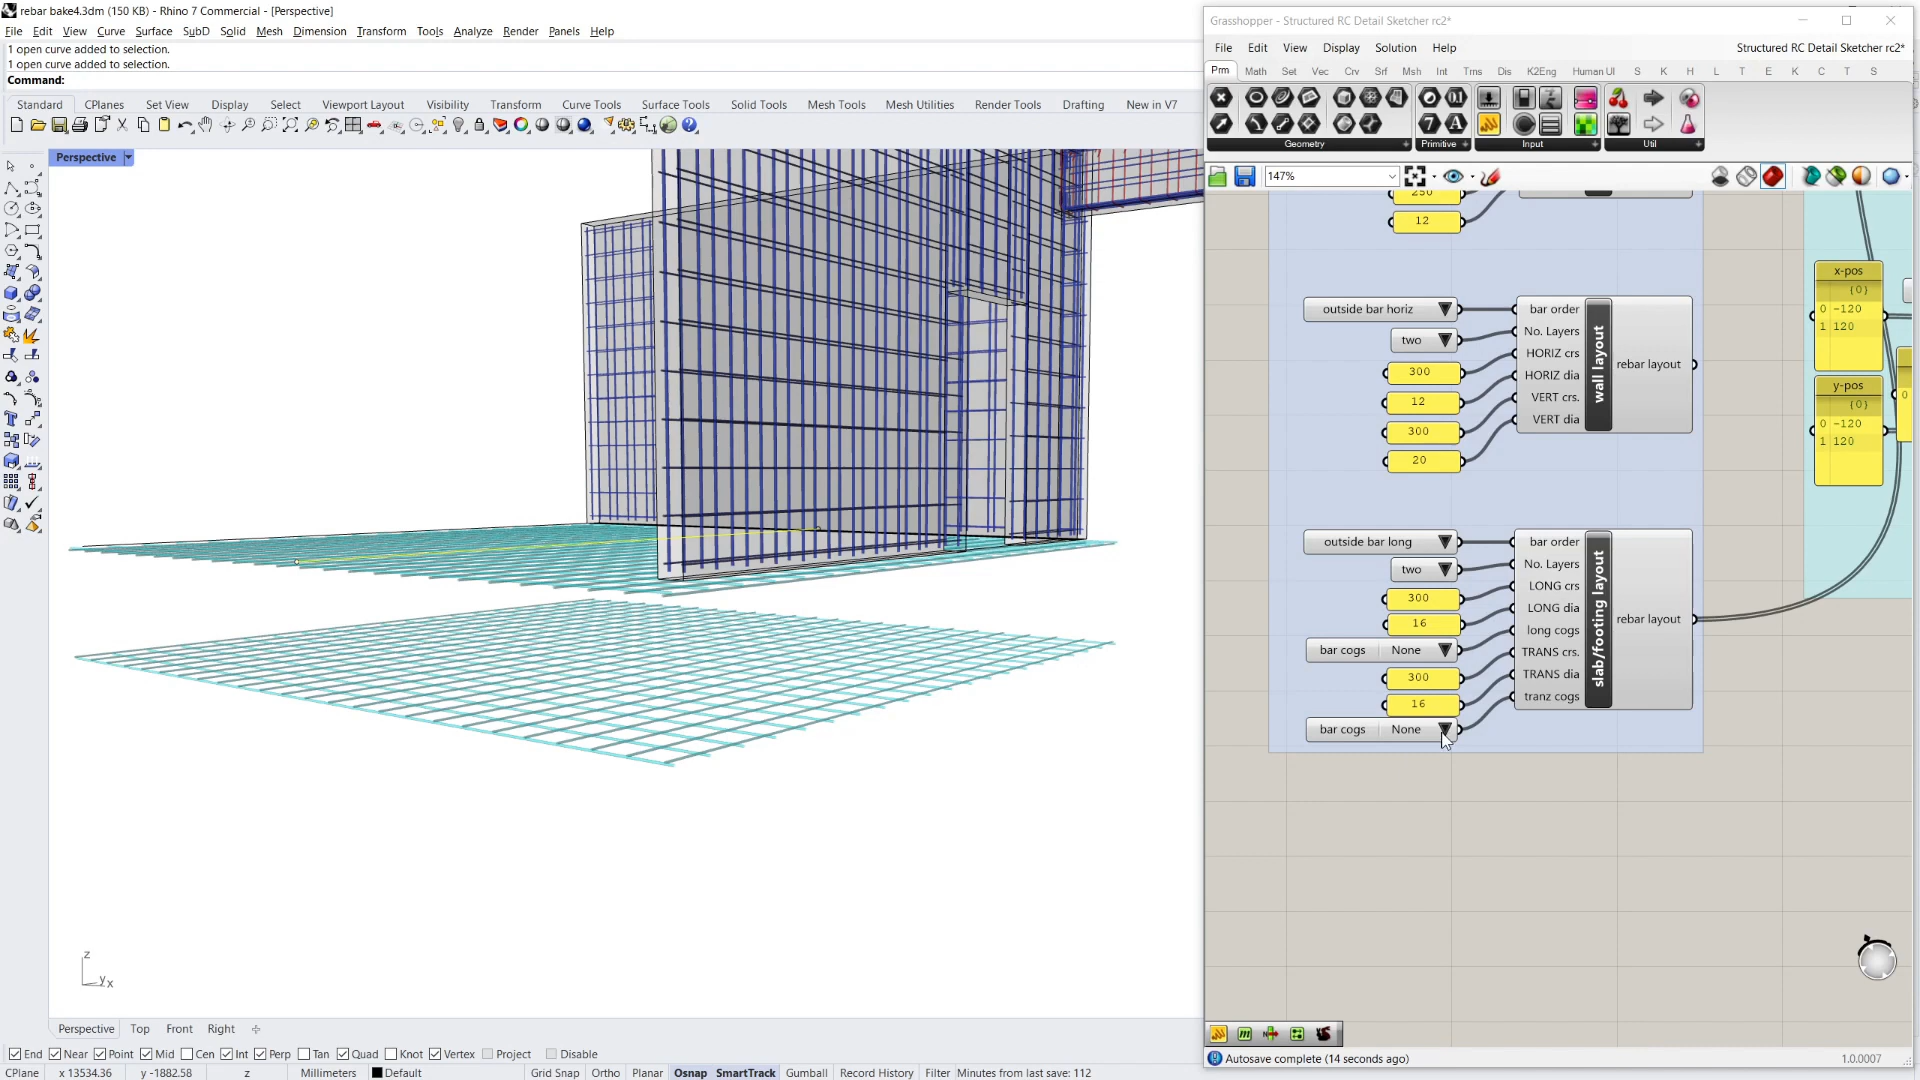 rebar bake4.3dm (150 KB) - Rhino 7 Commercial - [Perspective]
File Edit View Curve Surface SubD Solid Mesh Dimension Transform Tools Analyze Render Panels Help
1 open curve added to selection.
1 open curve added to selection.
Command:
Standard CPlanes Set View Display Select Viewport Layout Visibility Transform Curve Tools Surface Tools Solid Tools Mesh Tools Mesh Utilities Render Tools Drafting New in V7
Perspective
z
y x
Perspective Top Front Right
End Near Point Mid Cen Int Perp Tan Quad Knot Vertex Project Disable
CPlane x 13534.36 y -1882.58 z Millimeters Default Grid Snap Ortho Planar Osnap SmartTrack Gumball Record History Filter Minutes from last save: 112
Grasshopper - Structured RC Detail Sketcher rc2*
File Edit View Display Solution Help Structured RC Detail Sketcher rc2*
Prm Math Set Vec Crv Srf Msh Int Trns Dis K2Eng Human UI S K H L T E K C T S
Geometry Primitive Input Util
147%
250
12
outside bar horiz
two
300
12
300
20
bar order
No. Layers
HORIZ crs
HORIZ dia
VERT crs.
VERT dia
wall layout
rebar layout
outside bar long
two
300
16
bar cogs None
300
16
bar cogs None
bar order
No. Layers
LONG crs
LONG dia
long cogs
TRANS crs.
TRANS dia
tranz cogs
slab/footing layout
rebar layout
x-pos
{0}
0 -120
1 120
y-pos
{0}
0 -120
1 120
0
Autosave complete (14 seconds ago)
1.0.0007